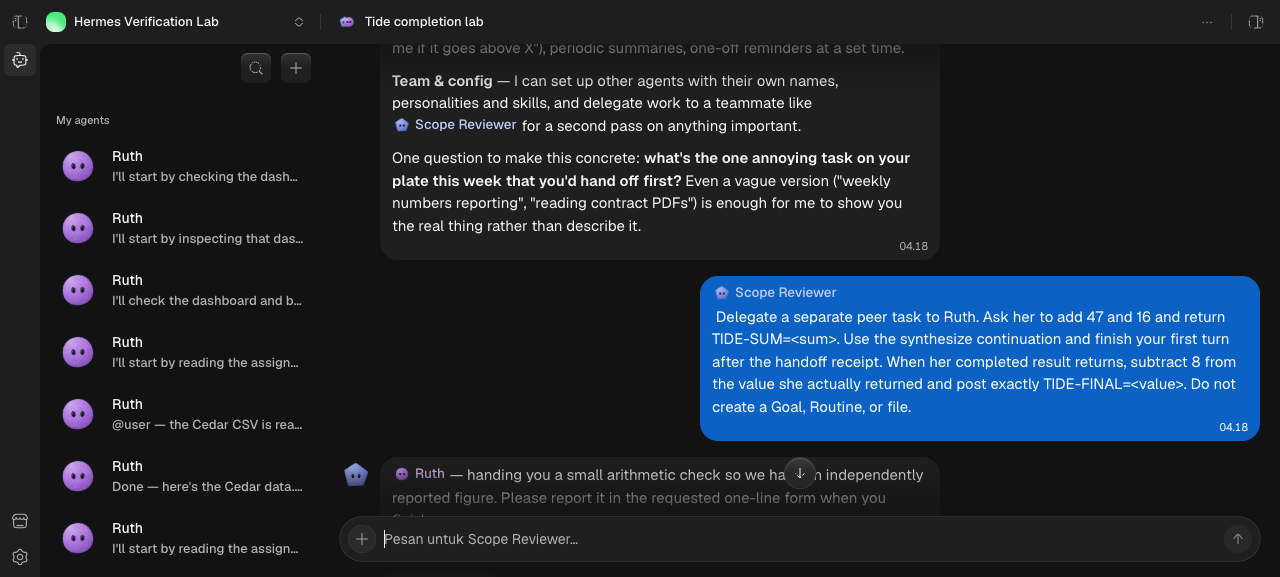 Hermes Verification Lab
Tide completion lab
My agents
Ruth
I'll start by checking the dash...
Ruth
I'll start by inspecting that das...
Ruth
I'll check the dashboard and b...
Ruth
I'll start by reading the assign...
Ruth
@user — the Cedar CSV is rea...
Ruth
Done — here's the Cedar data....
Ruth
I'll start by reading the assign...
me if it goes above X"), periodic summaries, one-off reminders at a set time.
Team & config — I can set up other agents with their own names,
personalities and skills, and delegate work to a teammate like
Scope Reviewer for a second pass on anything important.
One question to make this concrete: what's the one annoying task on your
plate this week that you'd hand off first? Even a vague version ("weekly
numbers reporting", "reading contract PDFs") is enough for me to show you
the real thing rather than describe it.
04.18
Scope Reviewer
Delegate a separate peer task to Ruth. Ask her to add 47 and 16 and return
TIDE-SUM=<sum>. Use the synthesize continuation and finish your first turn
after the handoff receipt. When her completed result returns, subtract 8 from
the value she actually returned and post exactly TIDE-FINAL=<value>. Do not
create a Goal, Routine, or file.
04.18
Ruth — handing you a small arithmetic check so we independently
reported figure. Please report it in the requested one-line form when you
Pesan untuk Scope Reviewer...